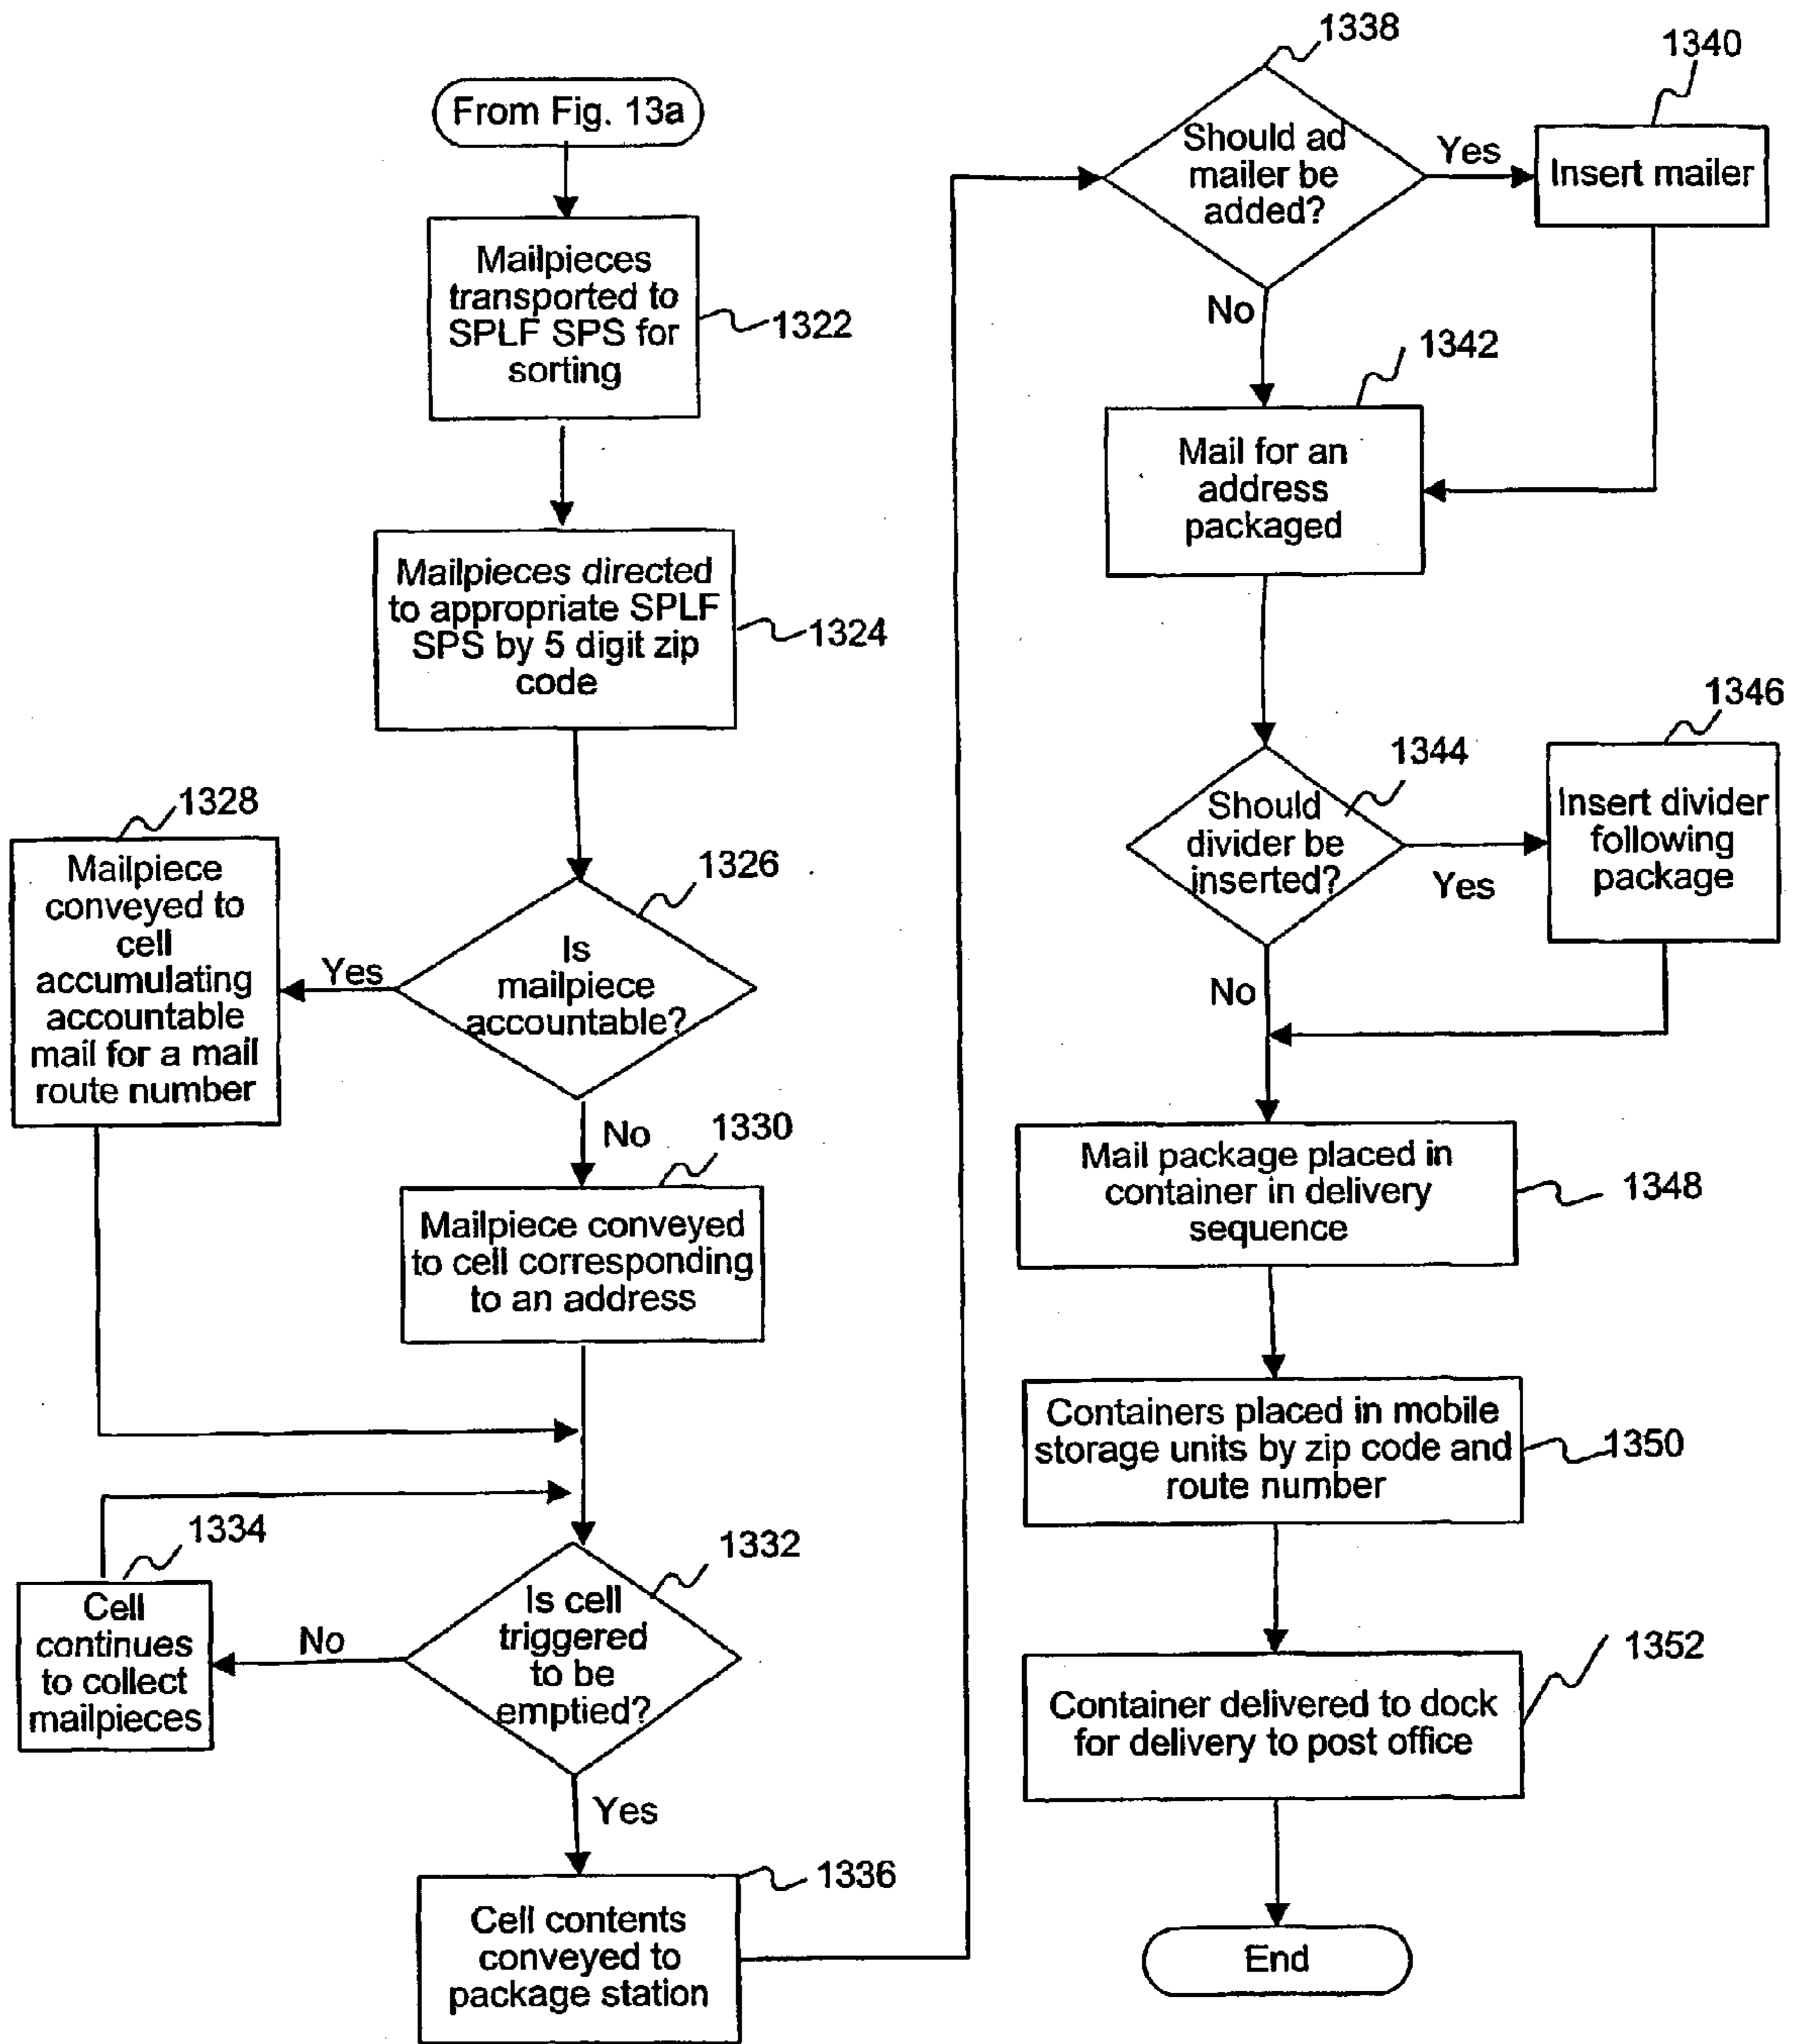 From Fig. 13a
Mailpieces
transported to
SPLF SPS for
sorting
1322
Mailpieces directed
to appropriate SPLF
SPS by 5 digit zip
code
1324
1326
Is
mailpiece
accountable?
Yes
1328
Mailpiece
conveyed to
cell
accumulating
accountable
mail for a mail
route number
No
1330
Mailpiece conveyed
to cell corresponding
to an address
1332
Is cell
triggered
to be
emptied?
No
1334
Cell
continues
to collect
mailpieces
Yes
1336
Cell contents
conveyed to
package station
1338
Should ad
mailer be
added?
Yes
1340
Insert mailer
No
1342
Mail for an
address
packaged
1344
Should
divider be
inserted?
Yes
1346
Insert divider
following
package
No
Mail package placed in
container in delivery
sequence
1348
Containers placed in mobile
storage units by zip code and
route number
1350
Container delivered to dock
for delivery to post office
1352
End